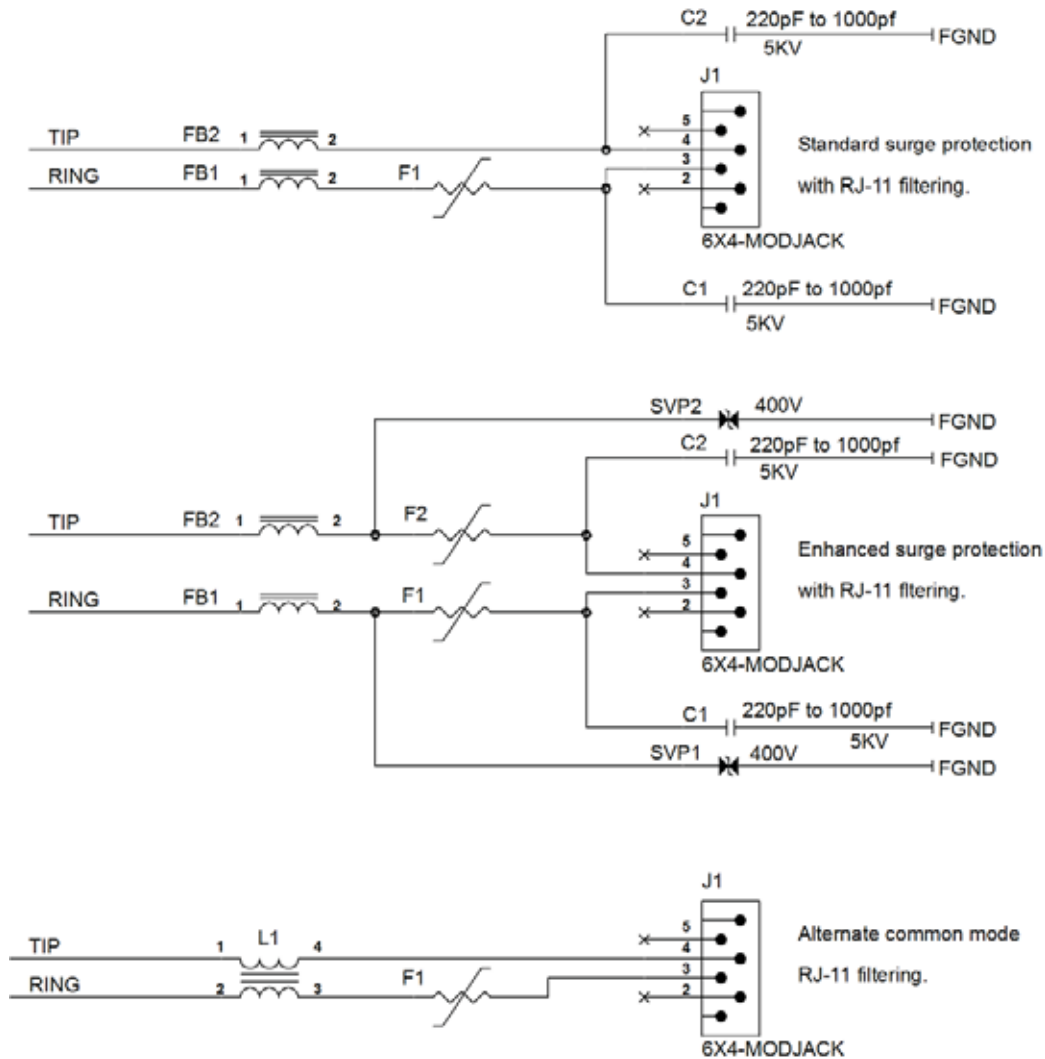 C2 220pF to 1000pf FGND
5KV
J1
TIP FB2 1 2 5
4
Standard surge protection
RING FB1 1 2 F1 3
2
with RJ-11 filtering.
6X4-MODJACK
C1 220pF to 1000pf FGND
5KV
SVP2 400V FGND
C2 220pF to 1000pf FGND
5KV
J1
TIP FB2 1 2 F2 5
4
Enhanced surge protection
RING FB1 1 2 F1 3
2
with RJ-11 fltering.
6X4-MODJACK
C1 220pF to 1000pf FGND
5KV
SVP1 400V FGND
J1
TIP 1 L1 4 5
4
Alternate common mode
RING 2 3 F1 3
2
RJ-11 filtering.
6X4-MODJACK